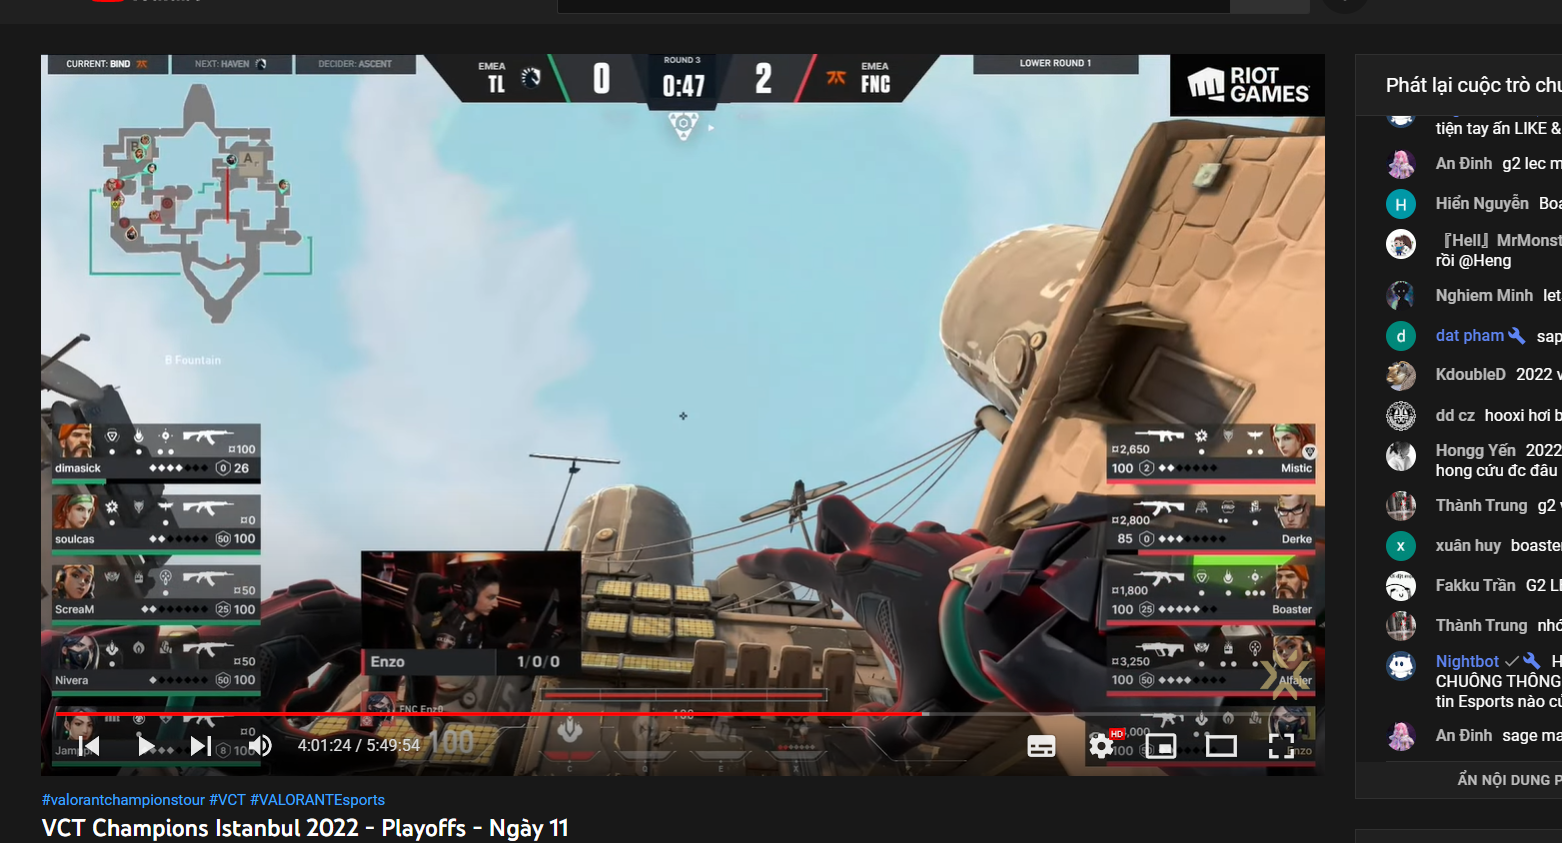 CURRENT: BIND
NEXT: HAVEN
DECIDER: ASCENT
EMEA
TL
0
ROUND 3
0:47
2
EMEA
FNC
LOWER ROUND 1
RIOT
GAMES
B
A
B Fountain
100
dimasick
0 26
0
soulcas
50 100
50
ScreaM
25 100
50
Nivera
50 100
0
8
2,650
100 2
Mistic
2,800
85 0
Derke
1,800
100 25
Boaster
3,250
100 50
Alfajer
Enzo
1/0/0
FNC Enzo
100
4:01:24 / 5:49:54
HD
#valorantchampionstour #VCT #VALORANTEsports
VCT Champions Istanbul 2022 - Playoffs - Ngày 11
Phát lại cuộc trò chu
tiện tay ấn LIKE &
An Đinh g2 lec m
H Hiển Nguyễn Boa
『Hell』 MrMonst
rồi @Heng
Nghiem Minh let
d dat pham sap
KdoubleD 2022 v
dd cz hooxi hơi b
Hongg Yến 2022
hong cứu đc đâu
Thành Trung g2 v
x xuân huy boaster
Fakku Trần G2 LE
Thành Trung nhớ
Nightbot H
CHUÔNG THÔNG
tin Esports nào cũ
An Đinh sage ma
ẨN NỘI DUNG P